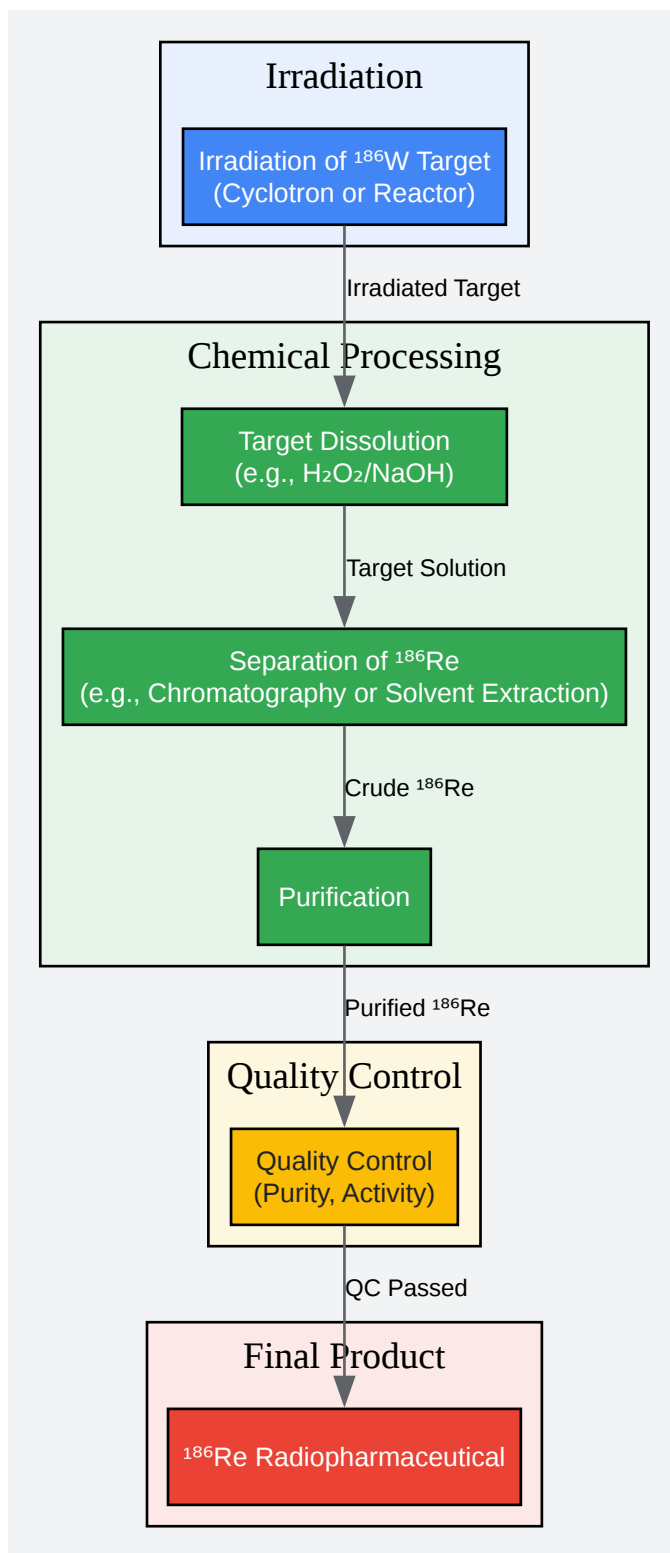 Irradiation
Irradiation of ¹⁸⁶W Target
(Cyclotron or Reactor)
Irradiated Target
Chemical Processing
Target Dissolution
(e.g., H₂O₂/NaOH)
Target Solution
Separation of ¹⁸⁶Re
(e.g., Chromatography or Solvent Extraction)
Crude ¹⁸⁶Re
Purification
Purified ¹⁸⁶Re
Quality Control
Quality Control
(Purity, Activity)
QC Passed
Final Product
¹⁸⁶Re Radiopharmaceutical